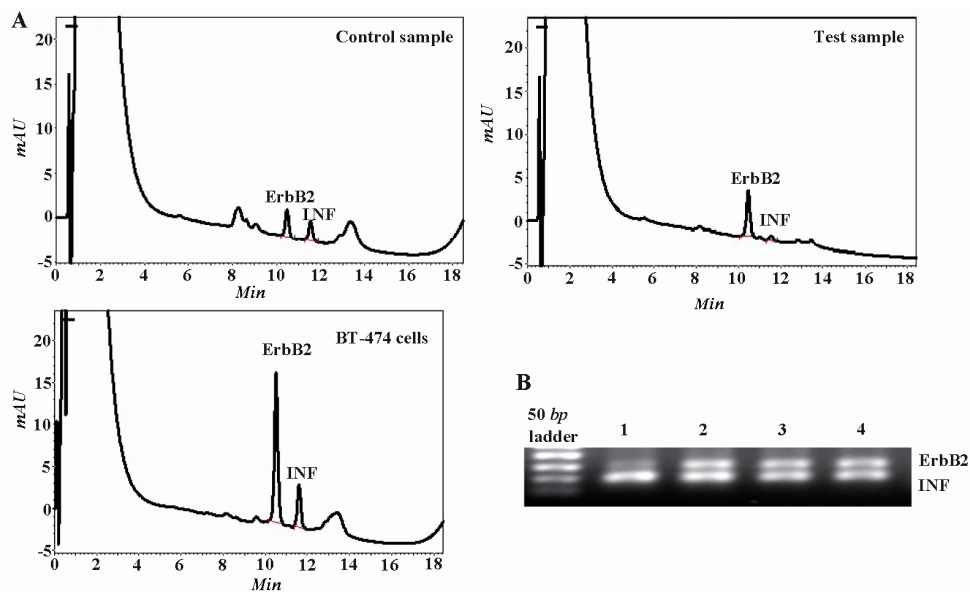 A
Control sample
20
15
10
5
0
-5
mAU
ErbB2
INF
0 2 4 6 8 10 12 14 16 18
Min
Test sample
20
15
10
5
0
-5
mAU
ErbB2
INF
0 2 4 6 8 10 12 14 16 18
Min
BT-474 cells
20
15
10
5
0
-5
mAU
ErbB2
INF
0 2 4 6 8 10 12 14 16 18
Min
B
50 bp
ladder
1 2 3 4
ErbB2
INF